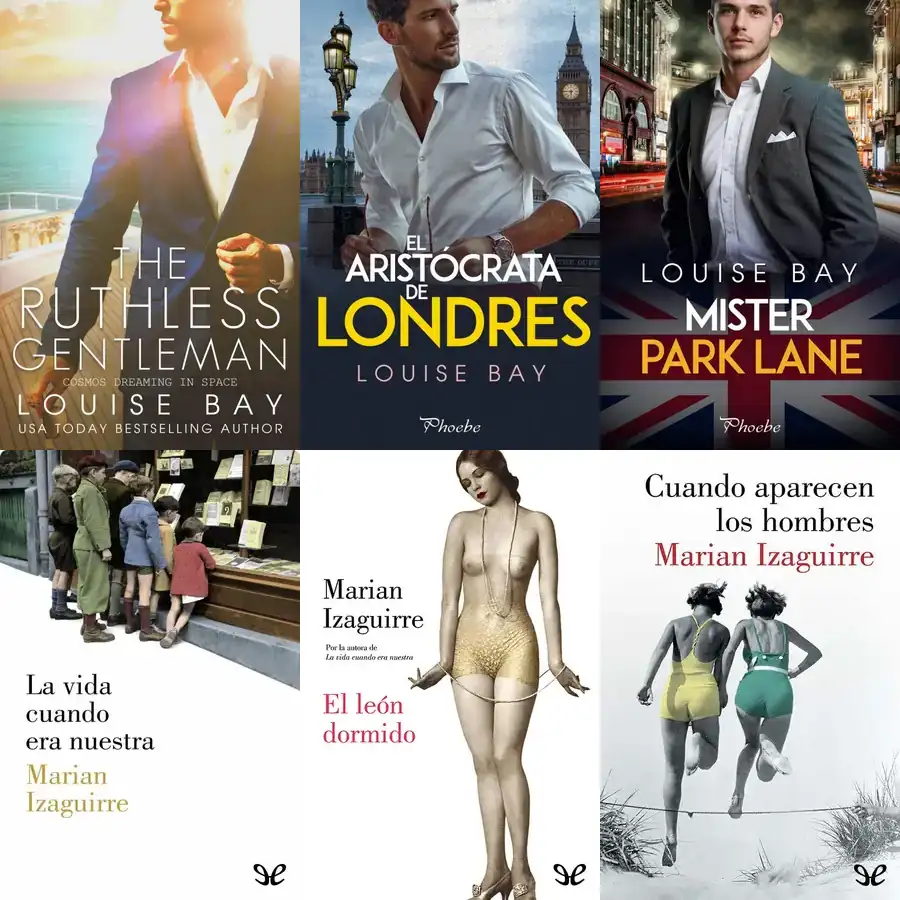 THE
RUTHLESS
GENTLEMAN
COSMOS DREAMING IN SPACE
LOUISE BAY
USA TODAY BESTSELLING AUTHOR
EL
ARISTÓCRATA
DE
LONDRES
LOUISE BAY
Phoebe
LOUISE BAY
MISTER
PARK LANE
Phoebe
La vida
cuando
era nuestra
Marian
Izaguirre
Marian
Izaguirre
Por la autora de
La vida cuando era nuestra
El león
dormido
Cuando aparecen
los hombres
Marian Izaguirre